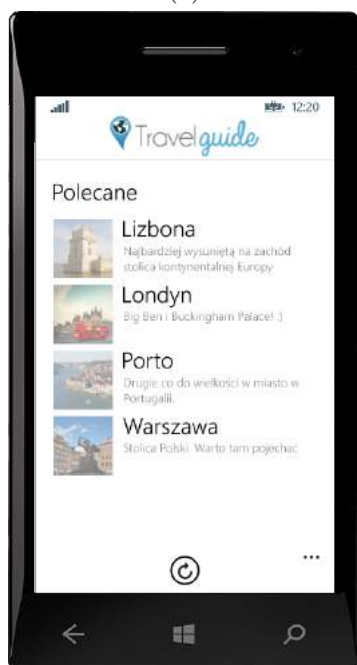 12:20
Travelguide
Polecane
Lizbona
Najbardziej wysuniętą na zachód
stolica kontynentalnej Europy
Londyn
Big Ben i Buckingham Palace! :)
Porto
Drugie co do wielkości w miasto w
Portugalii.
Warszawa
Stolica Polski. Warto tam pojechać